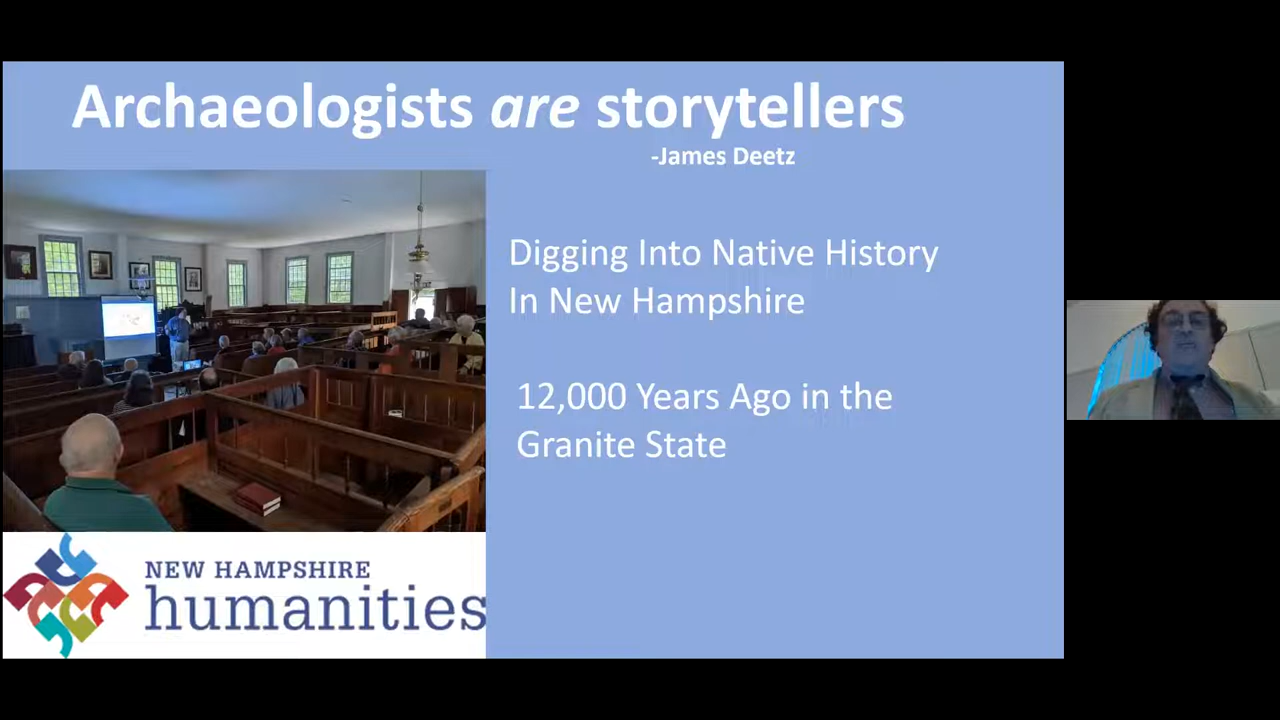 Archaeologists are storytellers
-James Deetz
Digging Into Native History
In New Hampshire
12,000 Years Ago in the
Granite State
NEW HAMPSHIRE
humanities